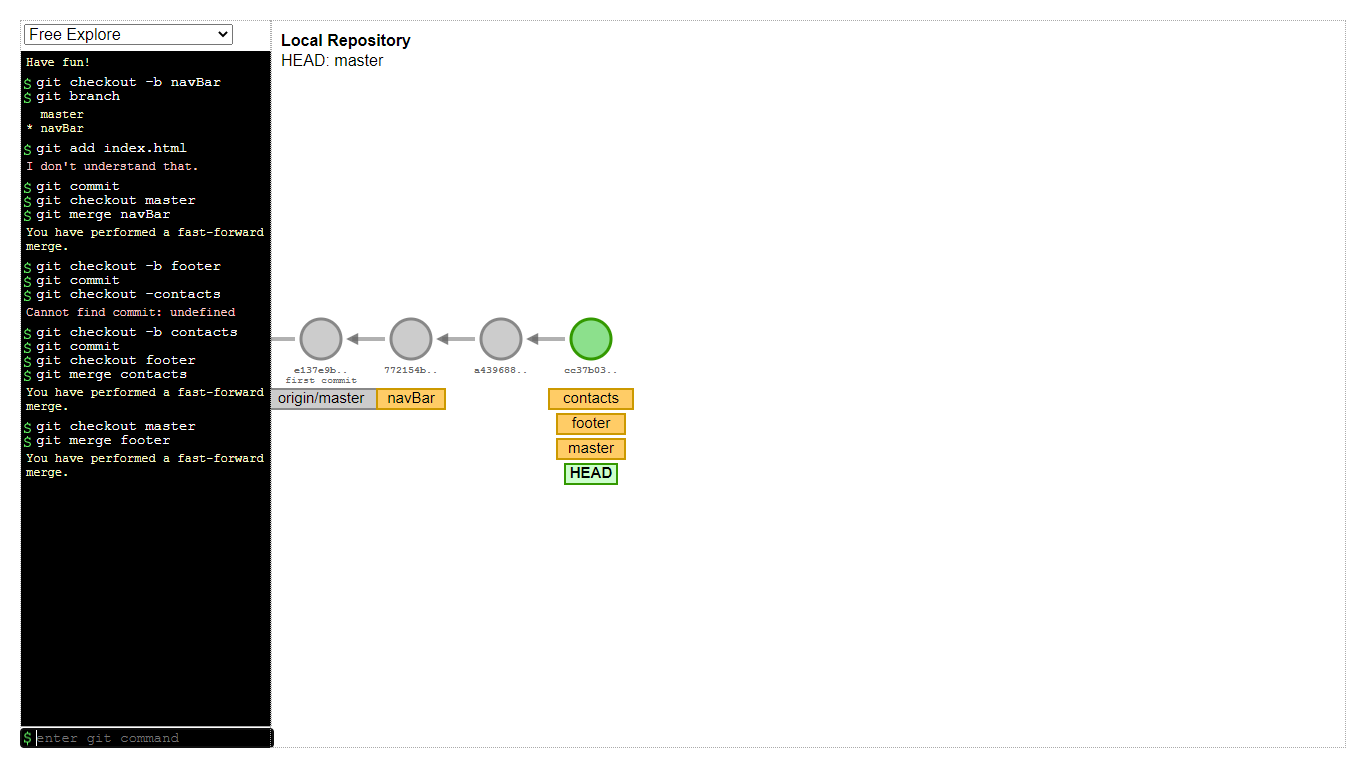 Free Explore
Have fun!
$ git checkout -b navBar
$ git branch
master
* navBar
$ git add index.html
I don't understand that.
$ git commit
$ git checkout master
$ git merge navBar
You have performed a fast-forward
merge.
$ git checkout -b footer
$ git commit
$ git checkout -contacts
Cannot find commit: undefined
$ git checkout -b contacts
$ git commit
$ git checkout footer
$ git merge contacts
You have performed a fast-forward
merge.
$ git checkout master
$ git merge footer
You have performed a fast-forward
merge.
$ enter git command
Local Repository
HEAD: master
e137e9b.. 772154b.. a439688.. cc37b03..
first commit
origin/master navBar contacts
footer
master
HEAD